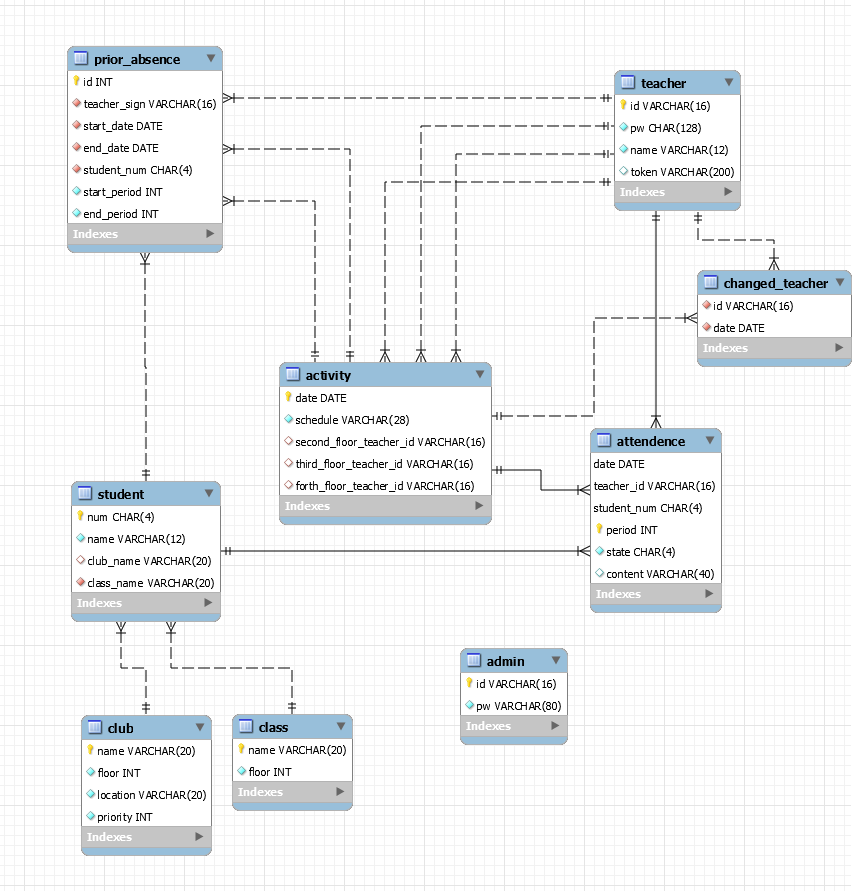 prior_absence
id INT
teacher_sign VARCHAR(16)
start_date DATE
end_date DATE
student_num CHAR(4)
start_period INT
end_period INT
Indexes
teacher
id VARCHAR(16)
pw CHAR(128)
name VARCHAR(12)
token VARCHAR(200)
Indexes
changed_teacher
id VARCHAR(16)
date DATE
Indexes
activity
date DATE
schedule VARCHAR(28)
second_floor_teacher_id VARCHAR(16)
third_floor_teacher_id VARCHAR(16)
forth_floor_teacher_id VARCHAR(16)
Indexes
attendence
date DATE
teacher_id VARCHAR(16)
student_num CHAR(4)
period INT
state CHAR(4)
content VARCHAR(40)
Indexes
student
num CHAR(4)
name VARCHAR(12)
club_name VARCHAR(20)
class_name VARCHAR(20)
Indexes
admin
id VARCHAR(16)
pw VARCHAR(80)
Indexes
club
name VARCHAR(20)
floor INT
location VARCHAR(20)
priority INT
Indexes
class
name VARCHAR(20)
floor INT
Indexes